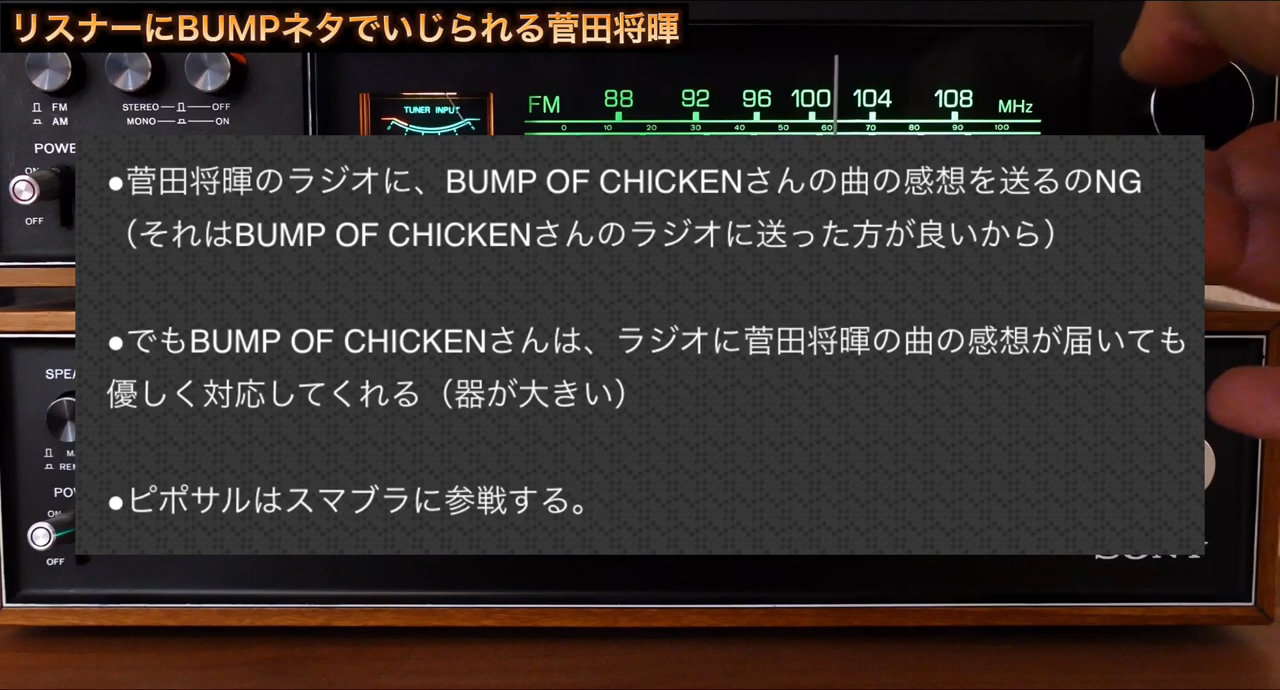 リスナーにBUMPネタでいじられる菅田将暉
FM
AM
STEREO
OFF
MONO
ON
TUNER INPUT
FM 88 92 96 100 104 108 MHz
0 10 20 30 40 50 60 70 80 90 100
POWE
ON
OFF
●菅田将暉のラジオに、BUMP OF CHICKENさんの曲の感想を送るのNG
（それはBUMP OF CHICKENさんのラジオに送った方が良いから）
●でもBUMP OF CHICKENさんは、ラジオに菅田将暉の曲の感想が届いても
優しく対応してくれる（器が大きい）
●ピポサルはスマブラに参戦する。
SPEA
ON
OFF
SONY